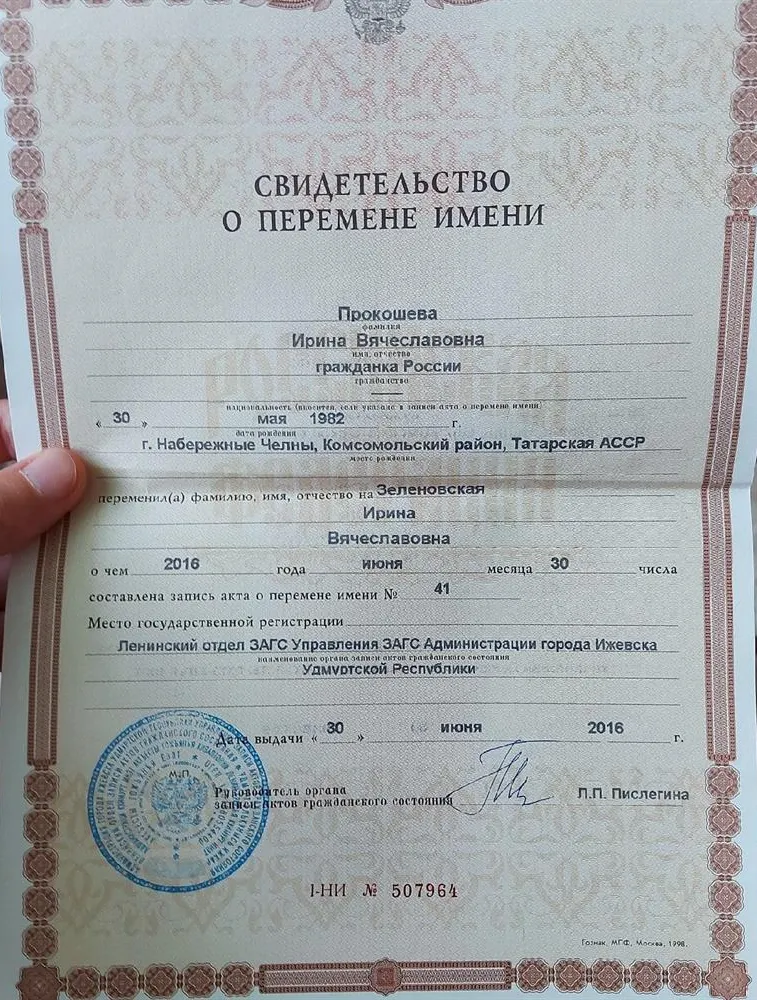 СВИДЕТЕЛЬСТВО
О ПЕРЕМЕНЕ ИМЕНИ
Прокошева
фамилия
Ирина Вячеславовна
имя, отчество
гражданка России
гражданство
национальность (вносится, если указано в записи акта о перемене имени)
« 30 » мая 1982 г.
дата рождения
г. Набережные Челны, Комсомольский район, Татарская АССР
место рождения
переменил(а) фамилию, имя, отчество на Зеленовская
Ирина
Вячеславовна
о чем 2016 года июня месяца 30 числа
составлена запись акта о перемене имени № 41
Место государственной регистрации
Ленинский отдел ЗАГС Управления ЗАГС Администрации города Ижевска
наименование органа записи актов гражданского состояния
Удмуртской Республики
Дата выдачи « 30 » июня 2016 г.
М.П.
Руководитель органа
записи актов гражданского состояния Л.П. Пислегина
I-НИ № 507964
Гознак, МГФ, Москва, 1998.